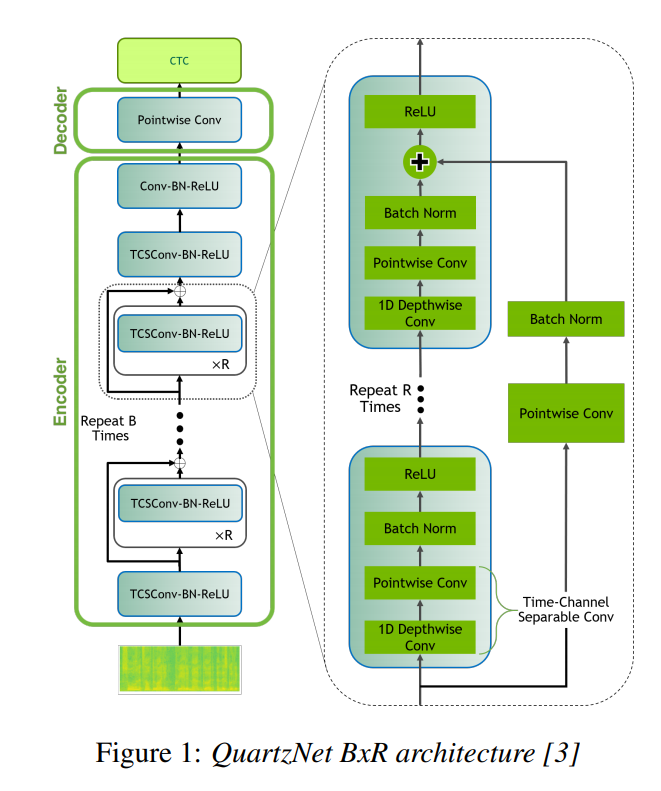 CTC
Decoder
Pointwise Conv
Conv-BN-ReLU
TCSConv-BN-ReLU
Encoder
TCSConv-BN-ReLU
×R
Repeat B
Times
TCSConv-BN-ReLU
×R
TCSConv-BN-ReLU
ReLU
Batch Norm
Pointwise Conv
1D Depthwise
Conv
Batch Norm
Pointwise Conv
Repeat R
Times
ReLU
Batch Norm
Pointwise Conv
1D Depthwise
Conv
Time-Channel
Separable Conv
Figure 1: QuartzNet BxR architecture [3]